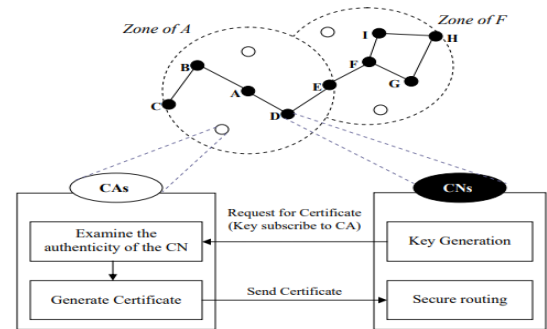 Zone of A
Zone of F
I
H
B
F
E
G
A
C
D
CAs
CNs
Request for Certificate
(Key subscribe to CA)
Examine the
authenticity of the CN
Key Generation
Send Certificate
Generate Certificate
Secure routing